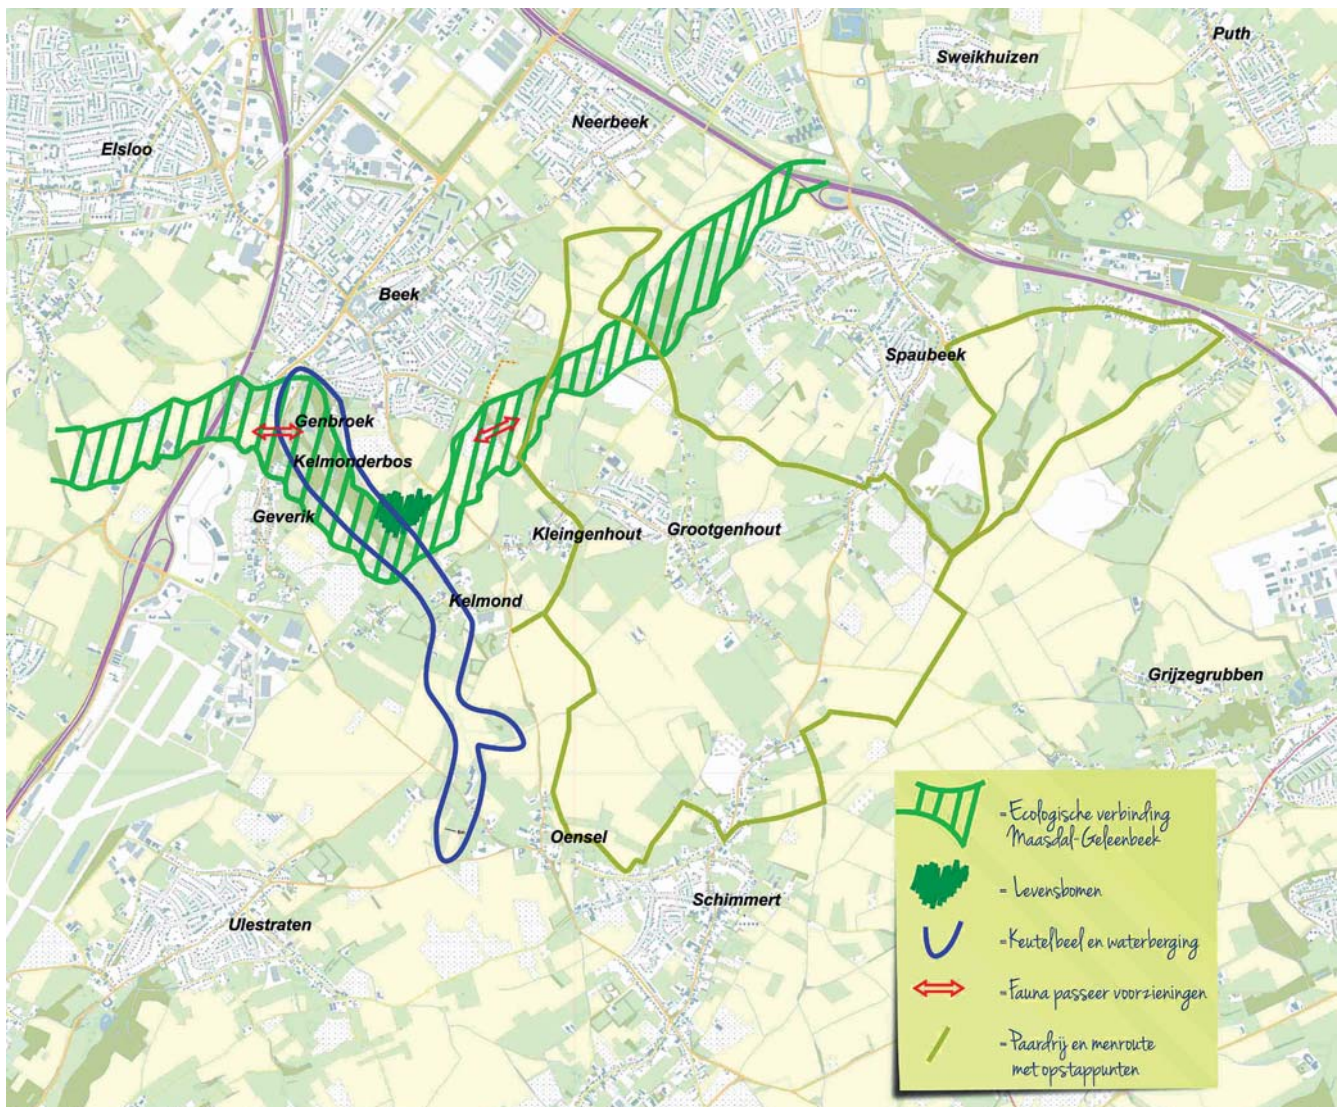 Puth
Sweikhuizen
Neerbeek
Elsloo
Beek
Spaubeek
Genbroek
Kelmonderbos
Geverik
Kleingenhout
Grootgenhout
Kelmond
Grijzegrubben
Oensel
Schimmert
Ulestraten
=Ecologische verbinding
Maasdal-Geleenbeek
= Levensbomen
=Keutelbeel en waterberging
= Fauna passeer voorzieningen
=Paardrij en menroute
met opstappunten